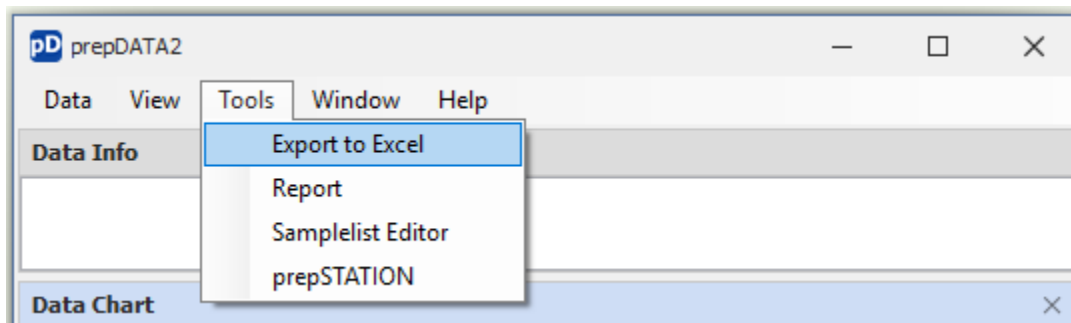 pD prepDATA2
Data View Tools Window Help
Data Info
Export to Excel
Report
Samplelist Editor
prepSTATION
Data Chart